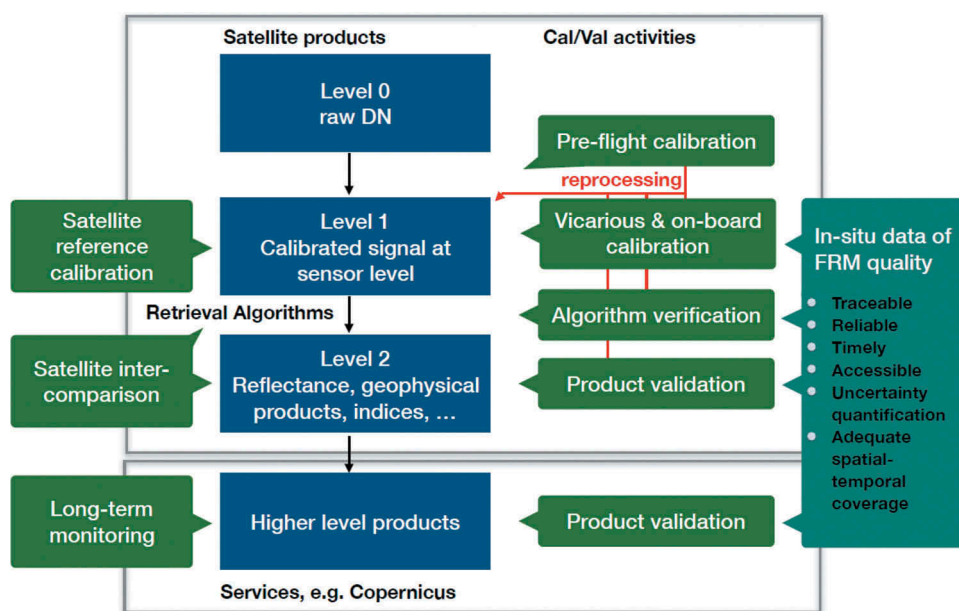 Satellite products
Cal/Val activities
Level 0
raw DN
Pre-flight calibration
reprocessing
Satellite
reference
calibration
Level 1
Calibrated signal at
sensor level
Vicarious & on-board
calibration
In-situ data of
FRM quality
Traceable
Reliable
Timely
Accessible
Uncertainty
quantification
Adequate
spatial-
temporal
coverage
Retrieval Algorithms
Algorithm verification
Satellite inter-
comparison
Level 2
Reflectance, geophysical
products, indices, ...
Product validation
Long-term
monitoring
Higher level products
Product validation
Services, e.g. Copernicus